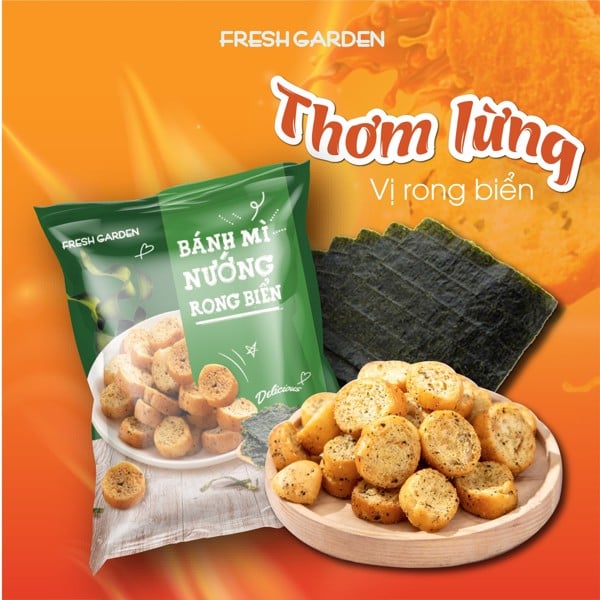 FRESH GARDEN
Thơm lừng
Vị rong biển
FRESH GARDEN
BÁNH MÌ
NƯỚNG
RONG BIỂN
Delicious